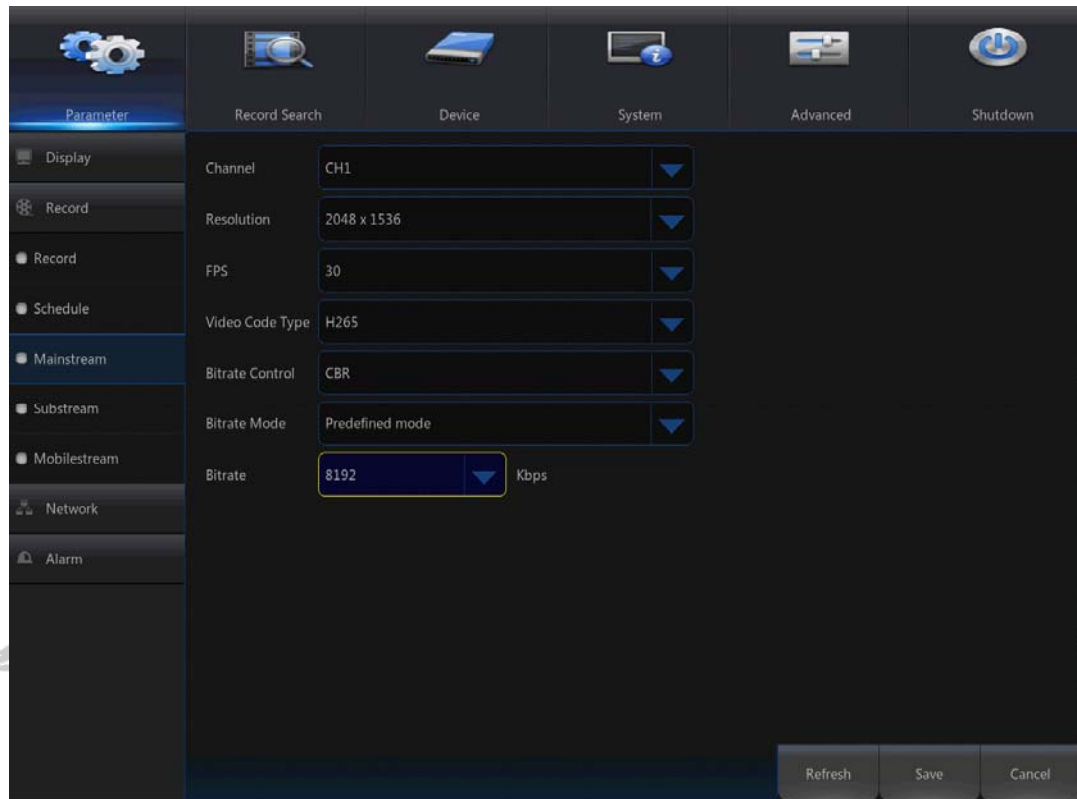 Parameter Record Search Device System Advanced Shutdown
Display
Record
Record
Schedule
Mainstream
Substream
Mobilestream
Network
Alarm
Channel CH1
Resolution 2048 x 1536
FPS 30
Video Code Type H265
Bitrate Control CBR
Bitrate Mode Predefined mode
Bitrate 8192 Kbps
Refresh Save Cancel